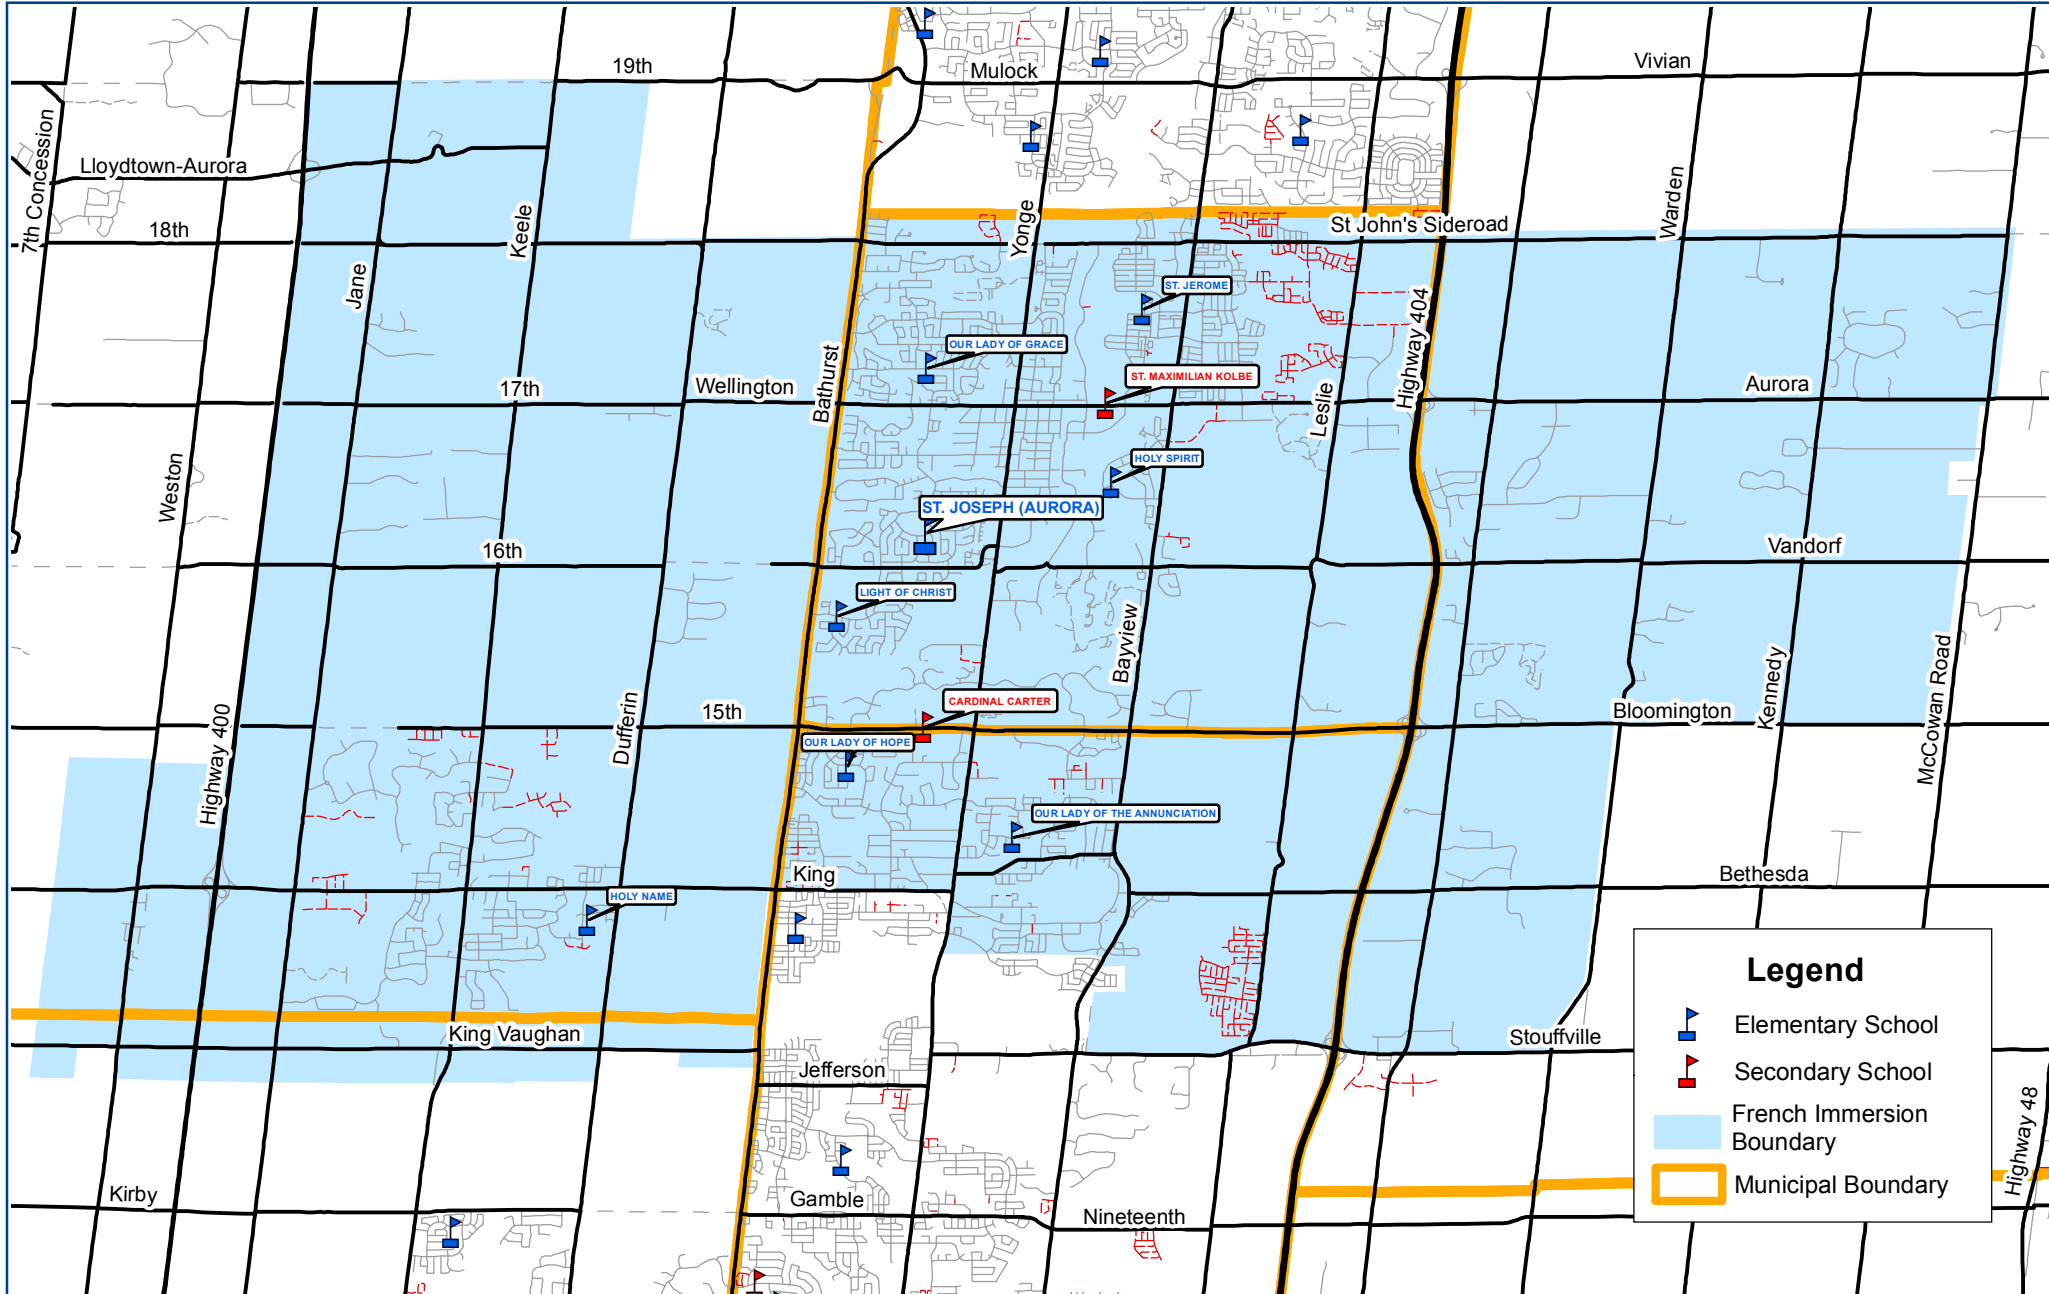 19th
Mulock
Vivian
7th Concession
Lloydtown-Aurora
18th
Keele
Yonge
St John's Sideroad
Warden
Jane
ST. JEROME
OUR LADY OF GRACE
Highway 404
ST. MAXIMILIAN KOLBE
17th
Wellington
Bathurst
Leslie
Aurora
Weston
HOLY SPIRIT
ST. JOSEPH (AURORA)
16th
Vandorf
LIGHT OF CHRIST
Bayview
Kennedy
McCowan Road
CARDINAL CARTER
15th
Dufferin
Bloomington
Highway 400
OUR LADY OF HOPE
OUR LADY OF THE ANNUNCIATION
King
Bethesda
HOLY NAME
King Vaughan
Stouffville
Jefferson
Kirby
Gamble
Nineteenth
Highway 48
Legend
Elementary School
Secondary School
French Immersion
Boundary
Municipal Boundary